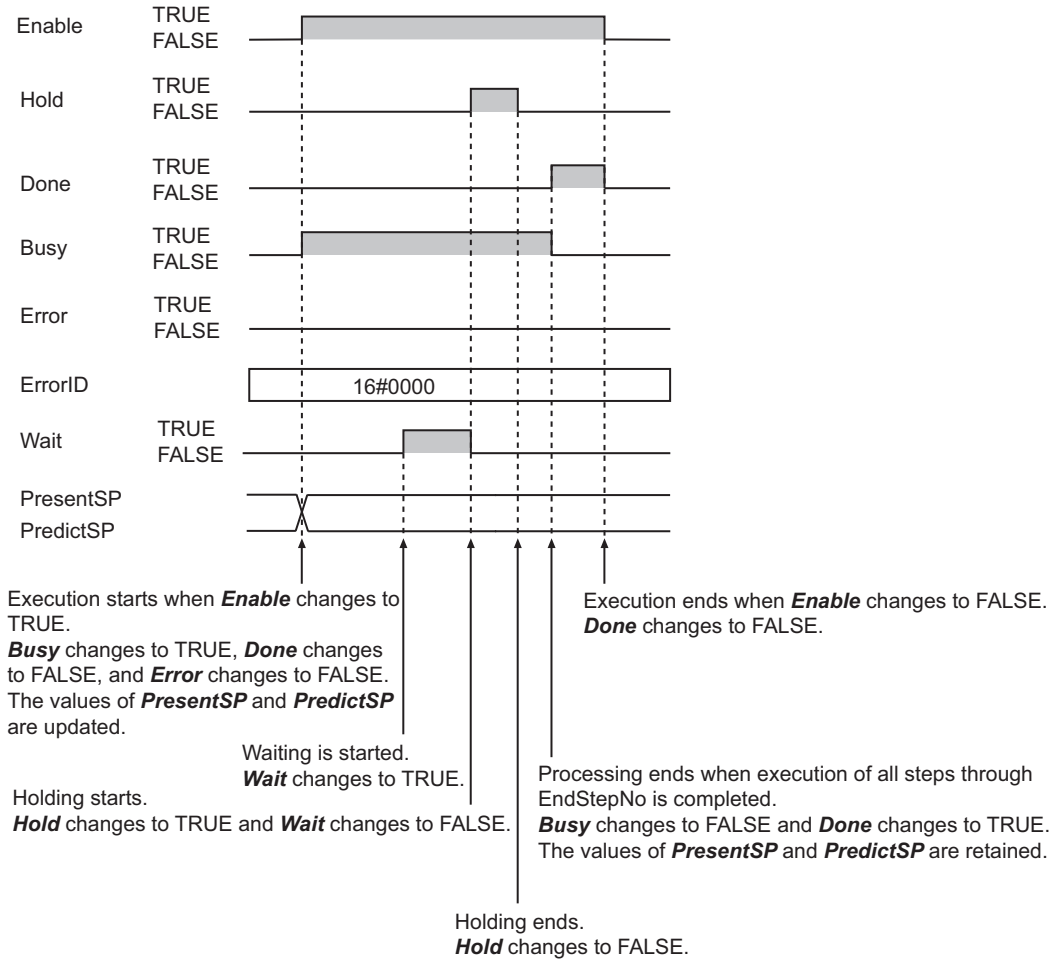 Enable
TRUE
FALSE
Hold
TRUE
FALSE
Done
TRUE
FALSE
Busy
TRUE
FALSE
Error
TRUE
FALSE
ErrorID
16#0000
Wait
TRUE
FALSE
PresentSP
PredictSP
Execution starts when Enable changes to
TRUE.
Busy changes to TRUE, Done changes
to FALSE, and Error changes to FALSE.
The values of PresentSP and PredictSP
are updated.
Execution ends when Enable changes to FALSE.
Done changes to FALSE.
Waiting is started.
Wait changes to TRUE.
Holding starts.
Hold changes to TRUE and Wait changes to FALSE.
Processing ends when execution of all steps through
EndStepNo is completed.
Busy changes to FALSE and Done changes to TRUE.
The values of PresentSP and PredictSP are retained.
Holding ends.
Hold changes to FALSE.